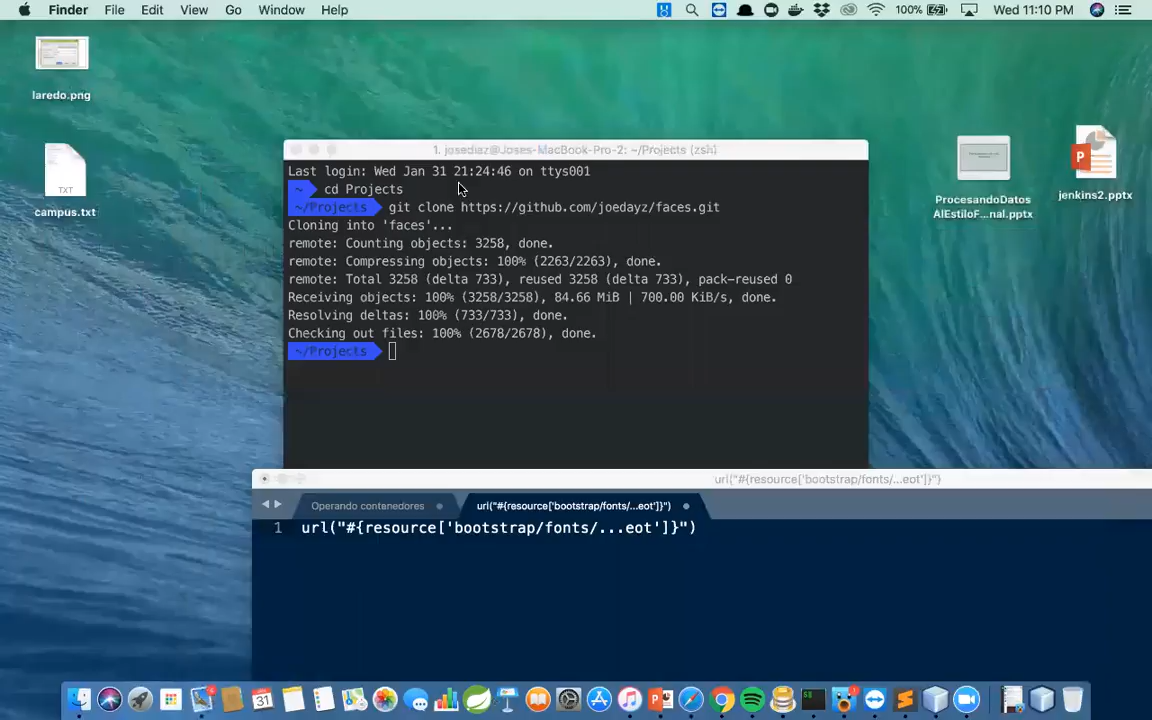 Finder File Edit View Go Window Help 100% Wed 11:10 PM
laredo.png
TXT
campus.txt
ProcesandoDatos
AlEstiloF...nal.pptx
jenkins2.pptx
1. josediaz@Joses-MacBook-Pro-2: ~/Projects (zsh)
Last login: Wed Jan 31 21:24:46 on ttys001
~ cd Projects
~/Projects git clone https://github.com/joedayz/faces.git
Cloning into 'faces'...
remote: Counting objects: 3258, done.
remote: Compressing objects: 100% (2263/2263), done.
remote: Total 3258 (delta 733), reused 3258 (delta 733), pack-reused 0
Receiving objects: 100% (3258/3258), 84.66 MiB | 700.00 KiB/s, done.
Resolving deltas: 100% (733/733), done.
Checking out files: 100% (2678/2678), done.
~/Projects
url("#{resource['bootstrap/fonts/...eot']}")
Operando contenedores url("#{resource['bootstrap/fonts/...eot']}")
1 url("#{resource['bootstrap/fonts/...eot']}")
31